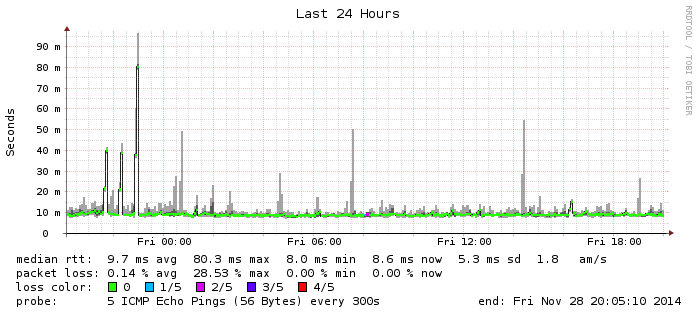 Last 24 Hours
RRDTOOL / TOBI OETIKER
Seconds
90 m
80 m
70 m
60 m
50 m
40 m
30 m
20 m
10 m
0
Fri 00:00 Fri 06:00 Fri 12:00 Fri 18:00
median rtt: 9.7 ms avg 80.3 ms max 8.0 ms min 8.6 ms now 5.3 ms sd 1.8 am/s
packet loss: 0.14 % avg 28.53 % max 0.00 % min 0.00 % now
loss color: 0 1/5 2/5 3/5 4/5
probe: 5 ICMP Echo Pings (56 Bytes) every 300s end: Fri Nov 28 20:05:10 2014